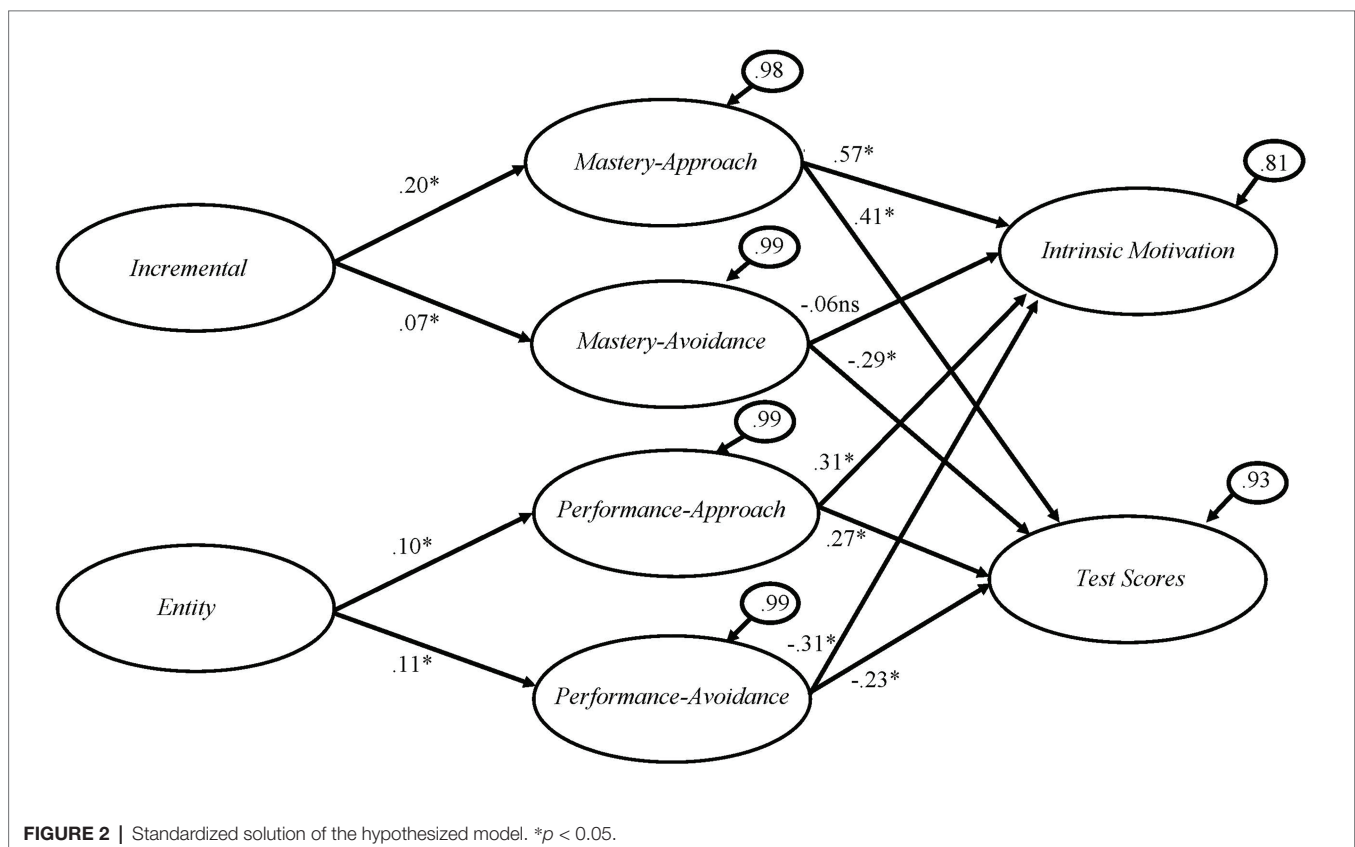 .98
Mastery-Approach
.57*
.81
.20*
.41*
Intrinsic Motivation
Incremental
.99
-.06ns
.07*
Mastery-Avoidance
-.29*
.99
.31*
.93
Performance-Approach
.27*
.10*
Test Scores
Entity
.99
-.31*
.11*
-.23*
Performance-Avoidance
FIGURE 2 | Standardized solution of the hypothesized model. *p < 0.05.